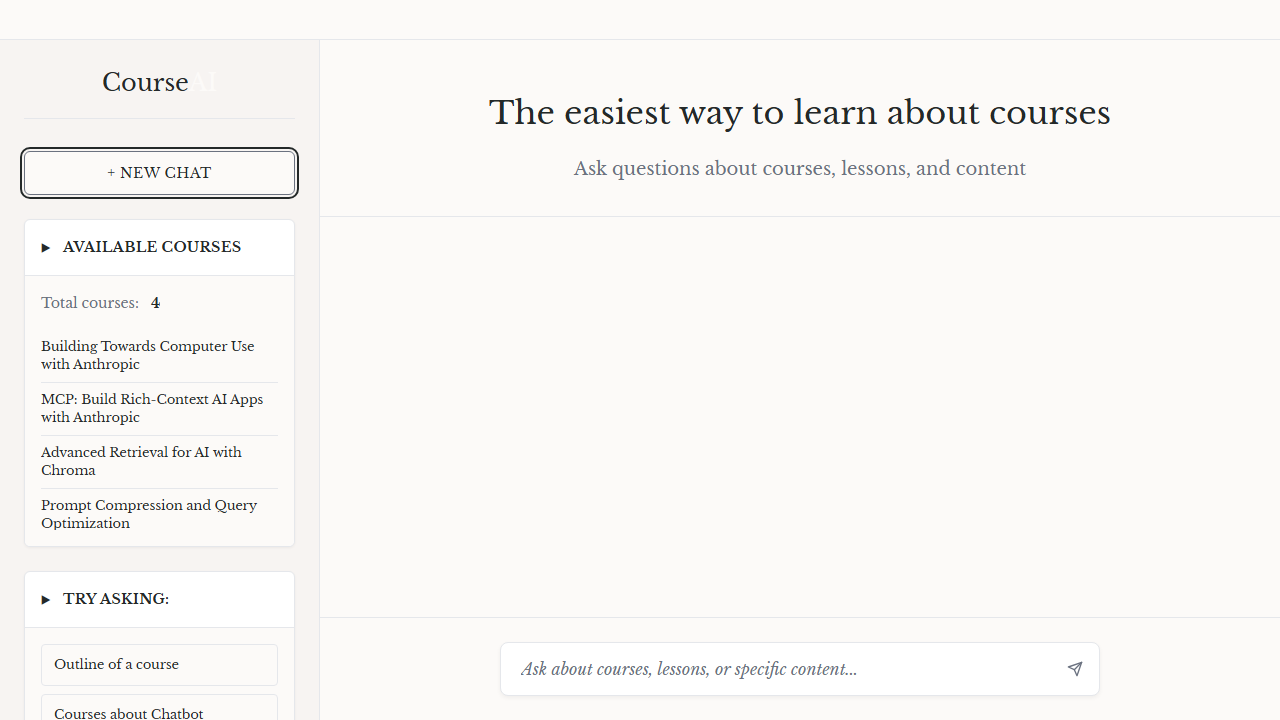 CourseAI
+ NEW CHAT
▶ AVAILABLE COURSES
Total courses: 4
Building Towards Computer Use
with Anthropic
MCP: Build Rich-Context AI Apps
with Anthropic
Advanced Retrieval for AI with
Chroma
Prompt Compression and Query
Optimization
▶ TRY ASKING:
Outline of a course
Courses about Chatbot
The easiest way to learn about courses
Ask questions about courses, lessons, and content
Ask about courses, lessons, or specific content...